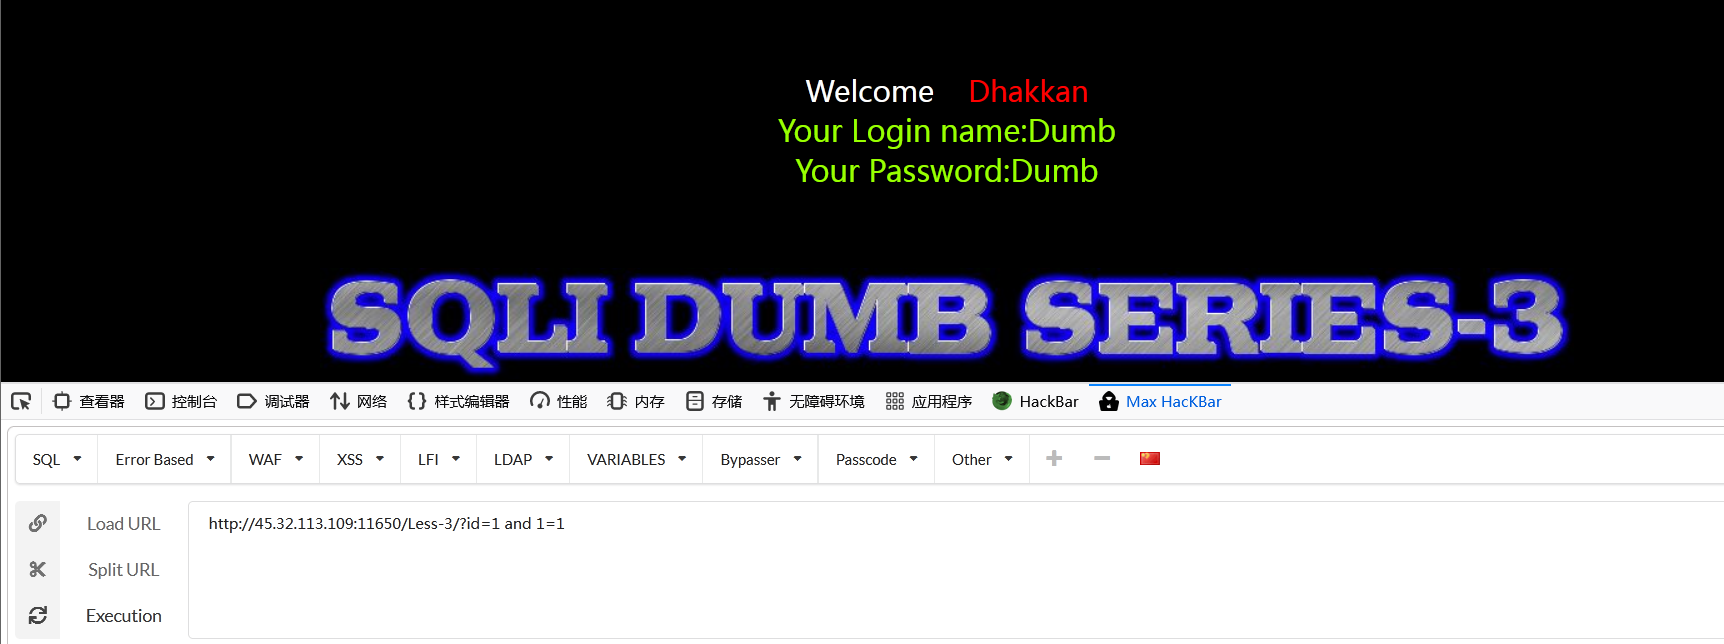 Welcome Dhakkan
Your Login name:Dumb
Your Password:Dumb
SQLI DUMB SERIES-3
查看器 控制台 调试器 网络 样式编辑器 性能 内存 存储 无障碍环境 应用程序 HackBar Max HacKBar
SQL Error Based WAF XSS LFI LDAP VARIABLES Bypasser Passcode Other
Load URL http://45.32.113.109:11650/Less-3/?id=1 and 1=1
Split URL
Execution